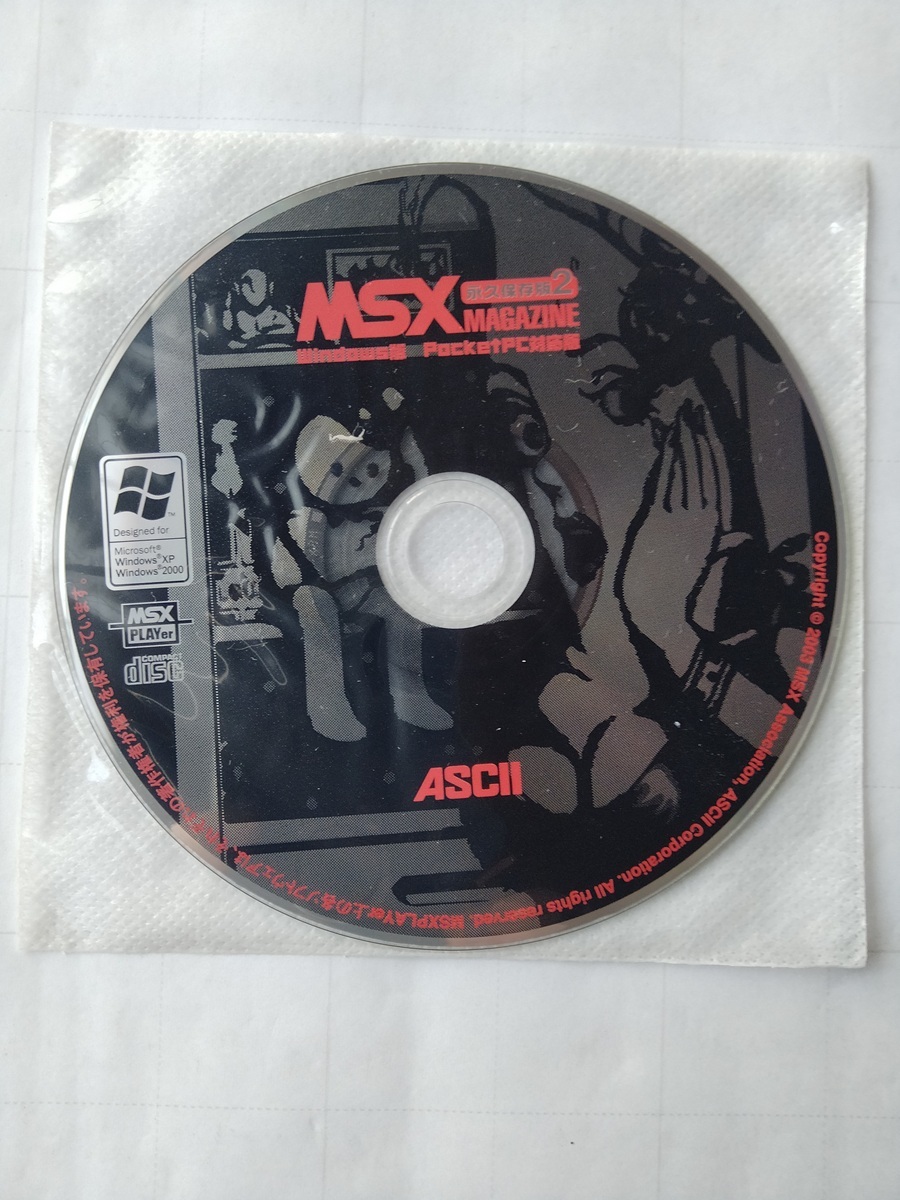 MSX 永久保存版2
MAGAZINE
Windows版 PocketPC対応版
Designed for
Microsoft®
Windows®XP
Windows®2000
MSX
PLAYer
COMPACT
disc
ASCII
Copyright © 2003 MSX Association, ASCII Corporation. All rights reserved. MSXPLAYer上の各ソフトウェアは、それぞれの著作権者が権利を保有しています。